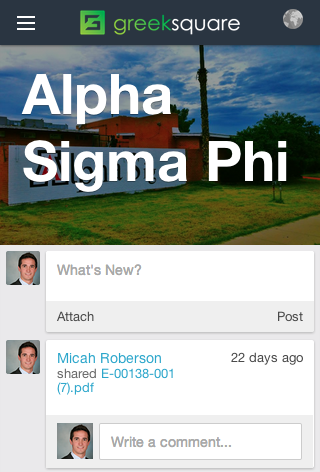 greeksquare
Alpha
Sigma Phi
What's New?
Attach Post
Micah Roberson 22 days ago
shared E-00138-001
(7).pdf
Write a comment...